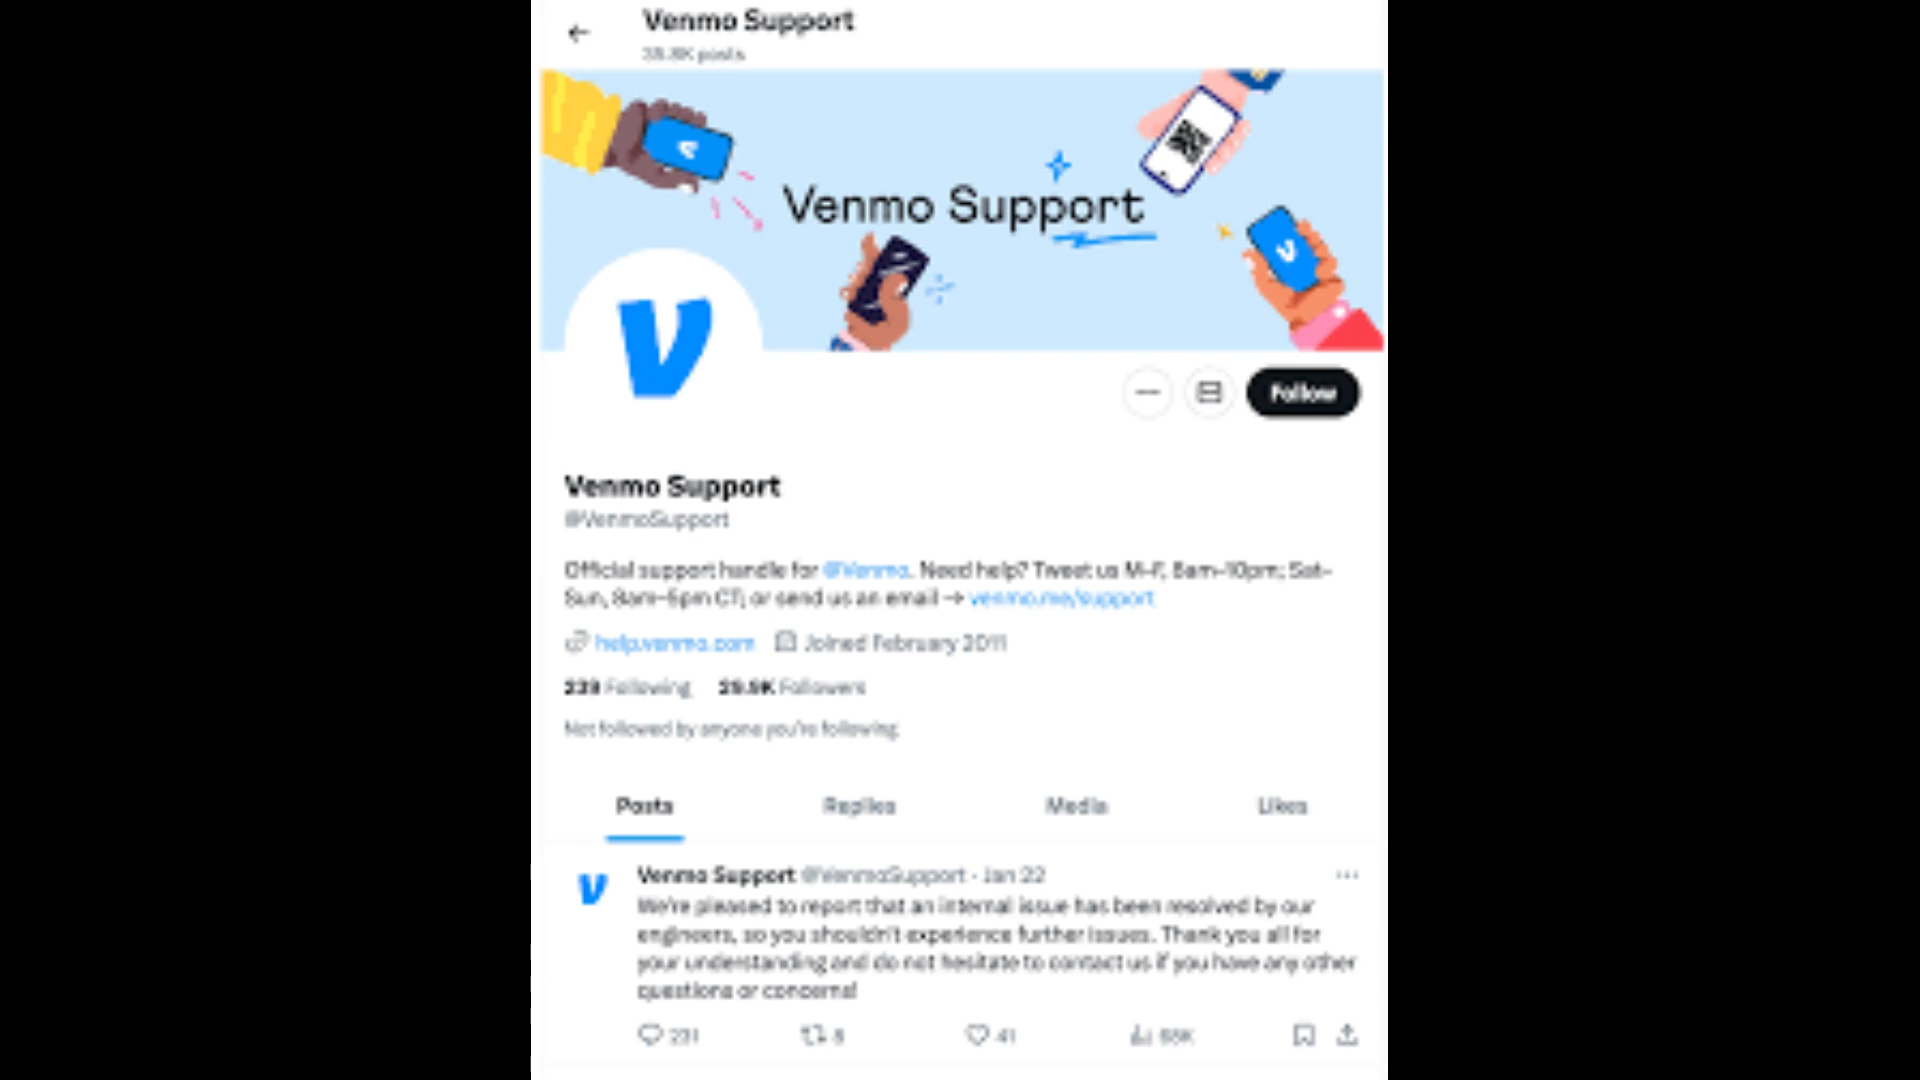 Venmo Support
Venmo Support
Follow
Venmo Support
@VenmoSupport
Official support handle for @Venmo. Need help? Tweet us M-F, 8am-10pm; Sat-
Sun, 8am-5pm CT; or send us an email → venmo.me/support
help.venmo.com Joined February 2011
Following 29.9K Followers
Not followed by anyone you're following
Posts Replies Media Likes
Venmo Support @VenmoSupport · Jan 22
We're pleased to report that an internal issue has been resolved by our
engineers, so you shouldn't experience further issues. Thank you all for
your understanding and do not hesitate to contact us if you have any other
questions or concerns!
231 8 41